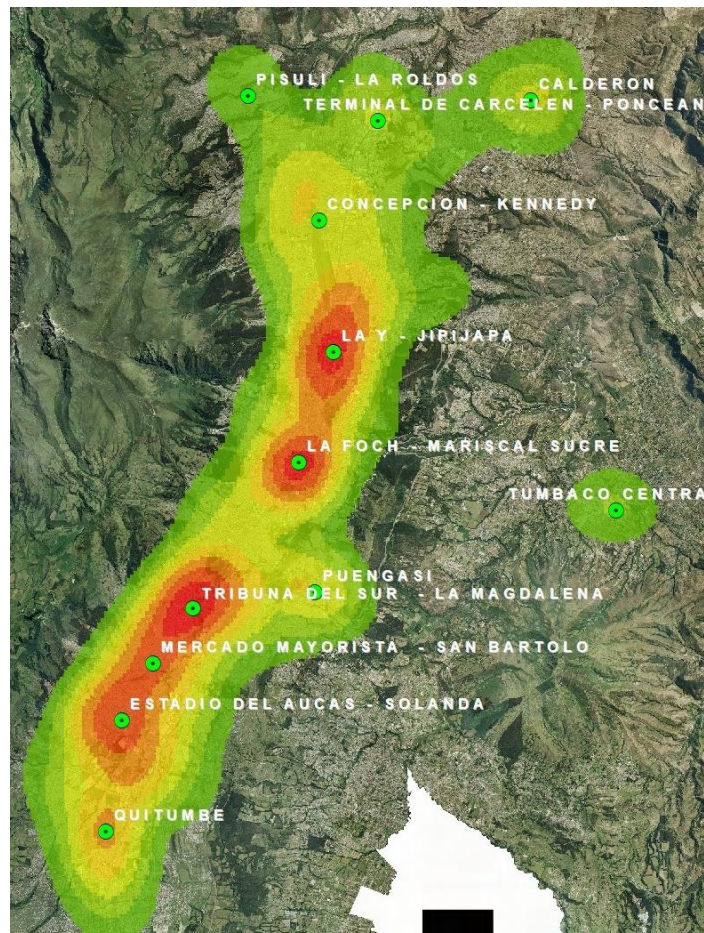 PISULI - LA ROLDOS
CALDERON
TERMINAL DE CARCELEN - PONCEAN
CONCEPCION - KENNEDY
LA Y - JIPIJAPA
LA FOCH - MARISCAL SUCRE
TUMBACO CENTRA
PUENGASI
TRIBUNA DEL SUR - LA MAGDALENA
MERCADO MAYORISTA - SAN BARTOLO
ESTADIO DEL AUCAS - SOLANDA
QUITUMBE